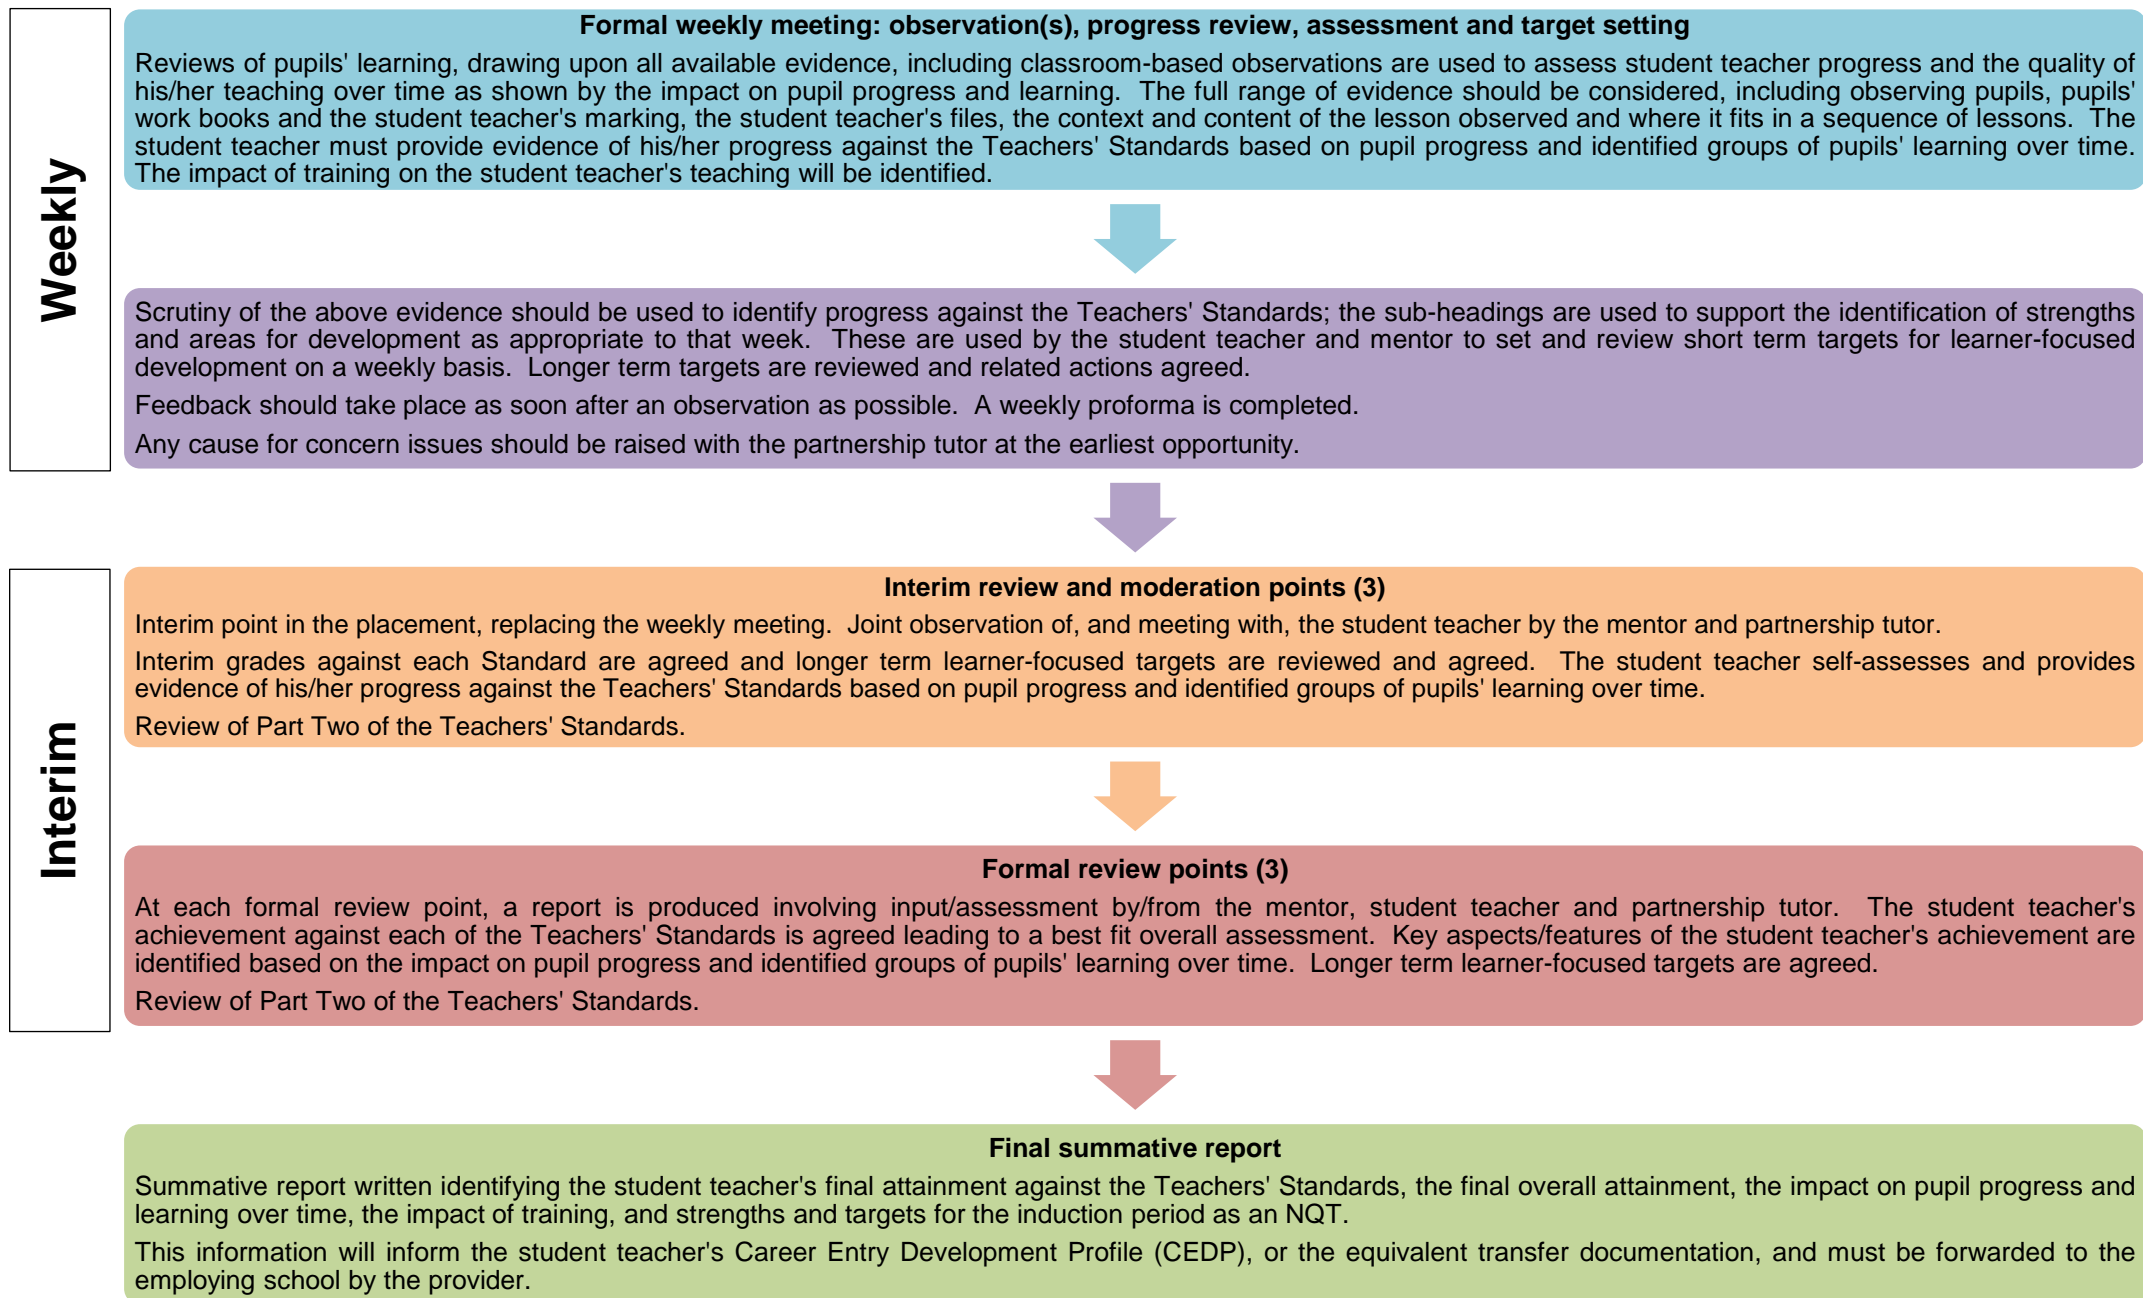 Weekly
Formal weekly meeting: observation(s), progress review, assessment and target setting
Reviews of pupils' learning, drawing upon all available evidence, including classroom-based observations are used to assess student teacher progress and the quality of
his/her teaching over time as shown by the impact on pupil progress and learning. The full range of evidence should be considered, including observing pupils, pupils'
work books and the student teacher's marking, the student teacher's files, the context and content of the lesson observed and where it fits in a sequence of lessons. The
student teacher must provide evidence of his/her progress against the Teachers' Standards based on pupil progress and identified groups of pupils' learning over time.
The impact of training on the student teacher's teaching will be identified.
Scrutiny of the above evidence should be used to identify progress against the Teachers' Standards; the sub-headings are used to support the identification of strengths
and areas for development as appropriate to that week. These are used by the student teacher and mentor to set and review short term targets for learner-focused
development on a weekly basis. Longer term targets are reviewed and related actions agreed.
Feedback should take place as soon after an observation as possible. A weekly proforma is completed.
Any cause for concern issues should be raised with the partnership tutor at the earliest opportunity.
Interim
Interim review and moderation points (3)
Interim point in the placement, replacing the weekly meeting. Joint observation of, and meeting with, the student teacher by the mentor and partnership tutor.
Interim grades against each Standard are agreed and longer term learner-focused targets are reviewed and agreed. The student teacher self-assesses and provides
evidence of his/her progress against the Teachers' Standards based on pupil progress and identified groups of pupils' learning over time.
Review of Part Two of the Teachers' Standards.
Formal review points (3)
At each formal review point, a report is produced involving input/assessment by/from the mentor, student teacher and partnership tutor. The student teacher's
achievement against each of the Teachers' Standards is agreed leading to a best fit overall assessment. Key aspects/features of the student teacher's achievement are
identified based on the impact on pupil progress and identified groups of pupils' learning over time. Longer term learner-focused targets are agreed.
Review of Part Two of the Teachers' Standards.
Final summative report
Summative report written identifying the student teacher's final attainment against the Teachers' Standards, the final overall attainment, the impact on pupil progress and
learning over time, the impact of training, and strengths and targets for the induction period as an NQT.
This information will inform the student teacher's Career Entry Development Profile (CEDP), or the equivalent transfer documentation, and must be forwarded to the
employing school by the provider.